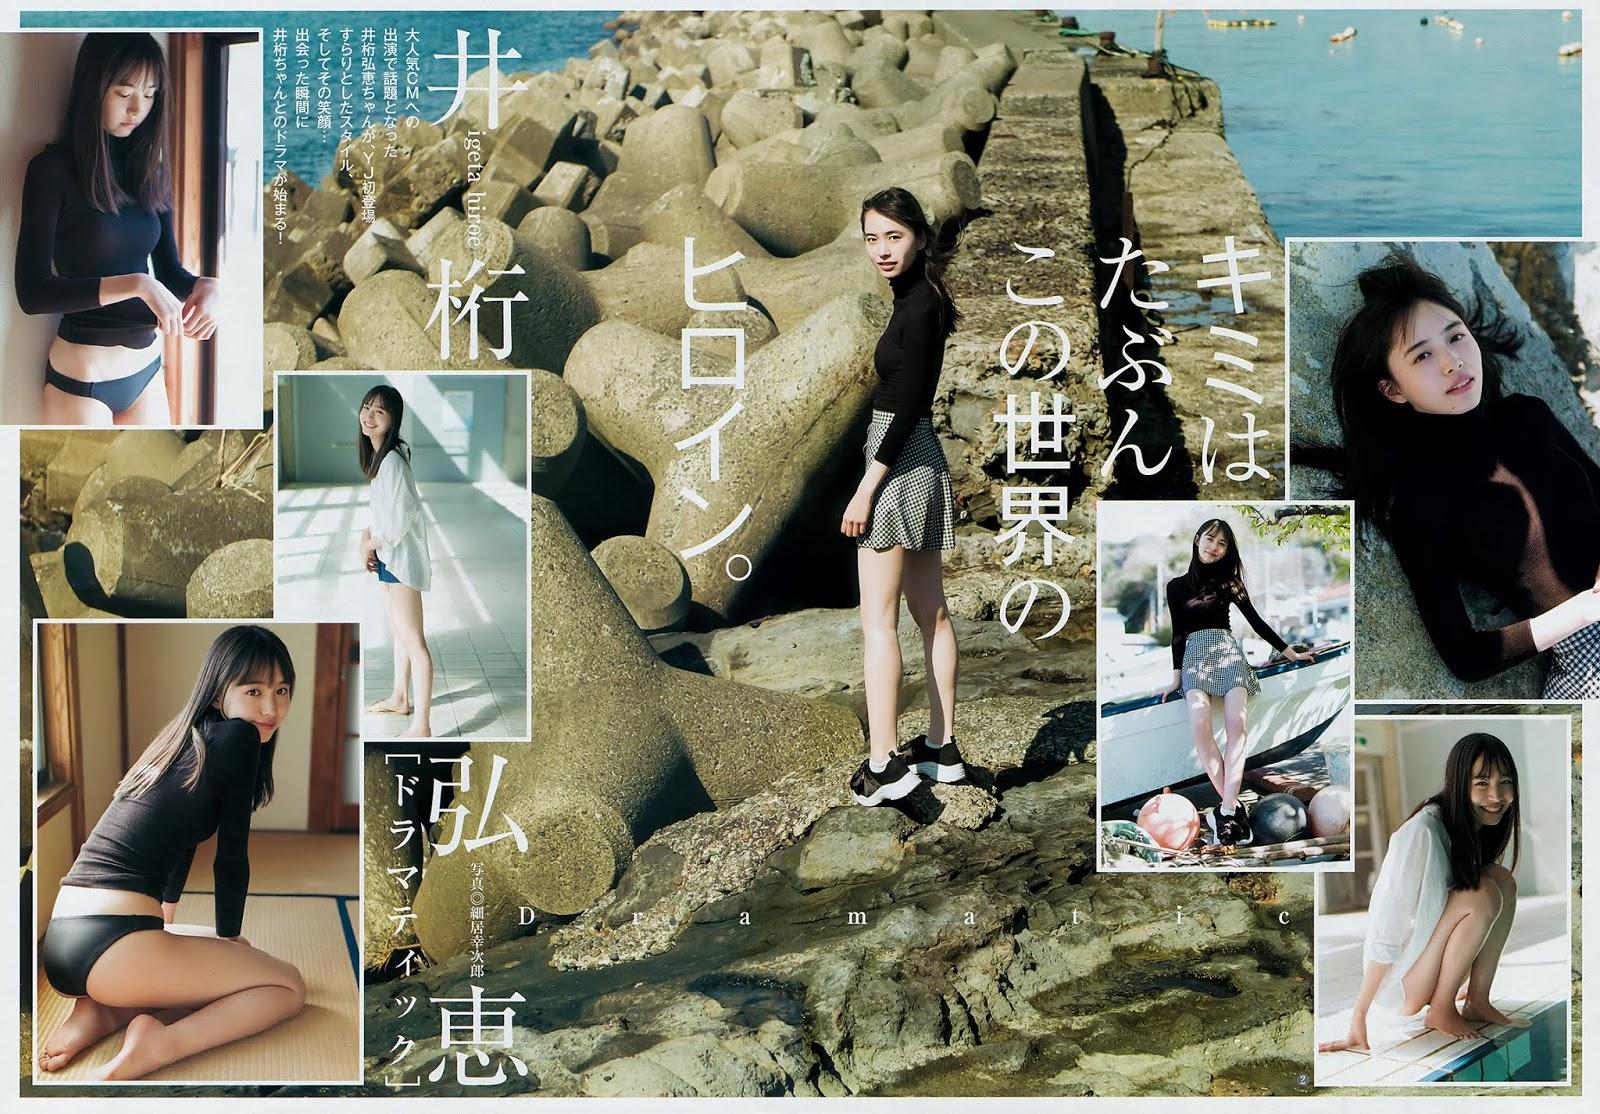 キミは
たぶん
この世界の
ヒロイン。
井桁弘恵
igeta hiroe
［ドラマティック］
Dramatic
写真◎細居幸次郎
大人気ＣＭへの
出演で話題となった
井桁弘恵ちゃんが、ＹＪ初登場
すらりとしたスタイル、
そしてその笑顔…
出会った瞬間に
井桁ちゃんとのドラマが始まる！
2